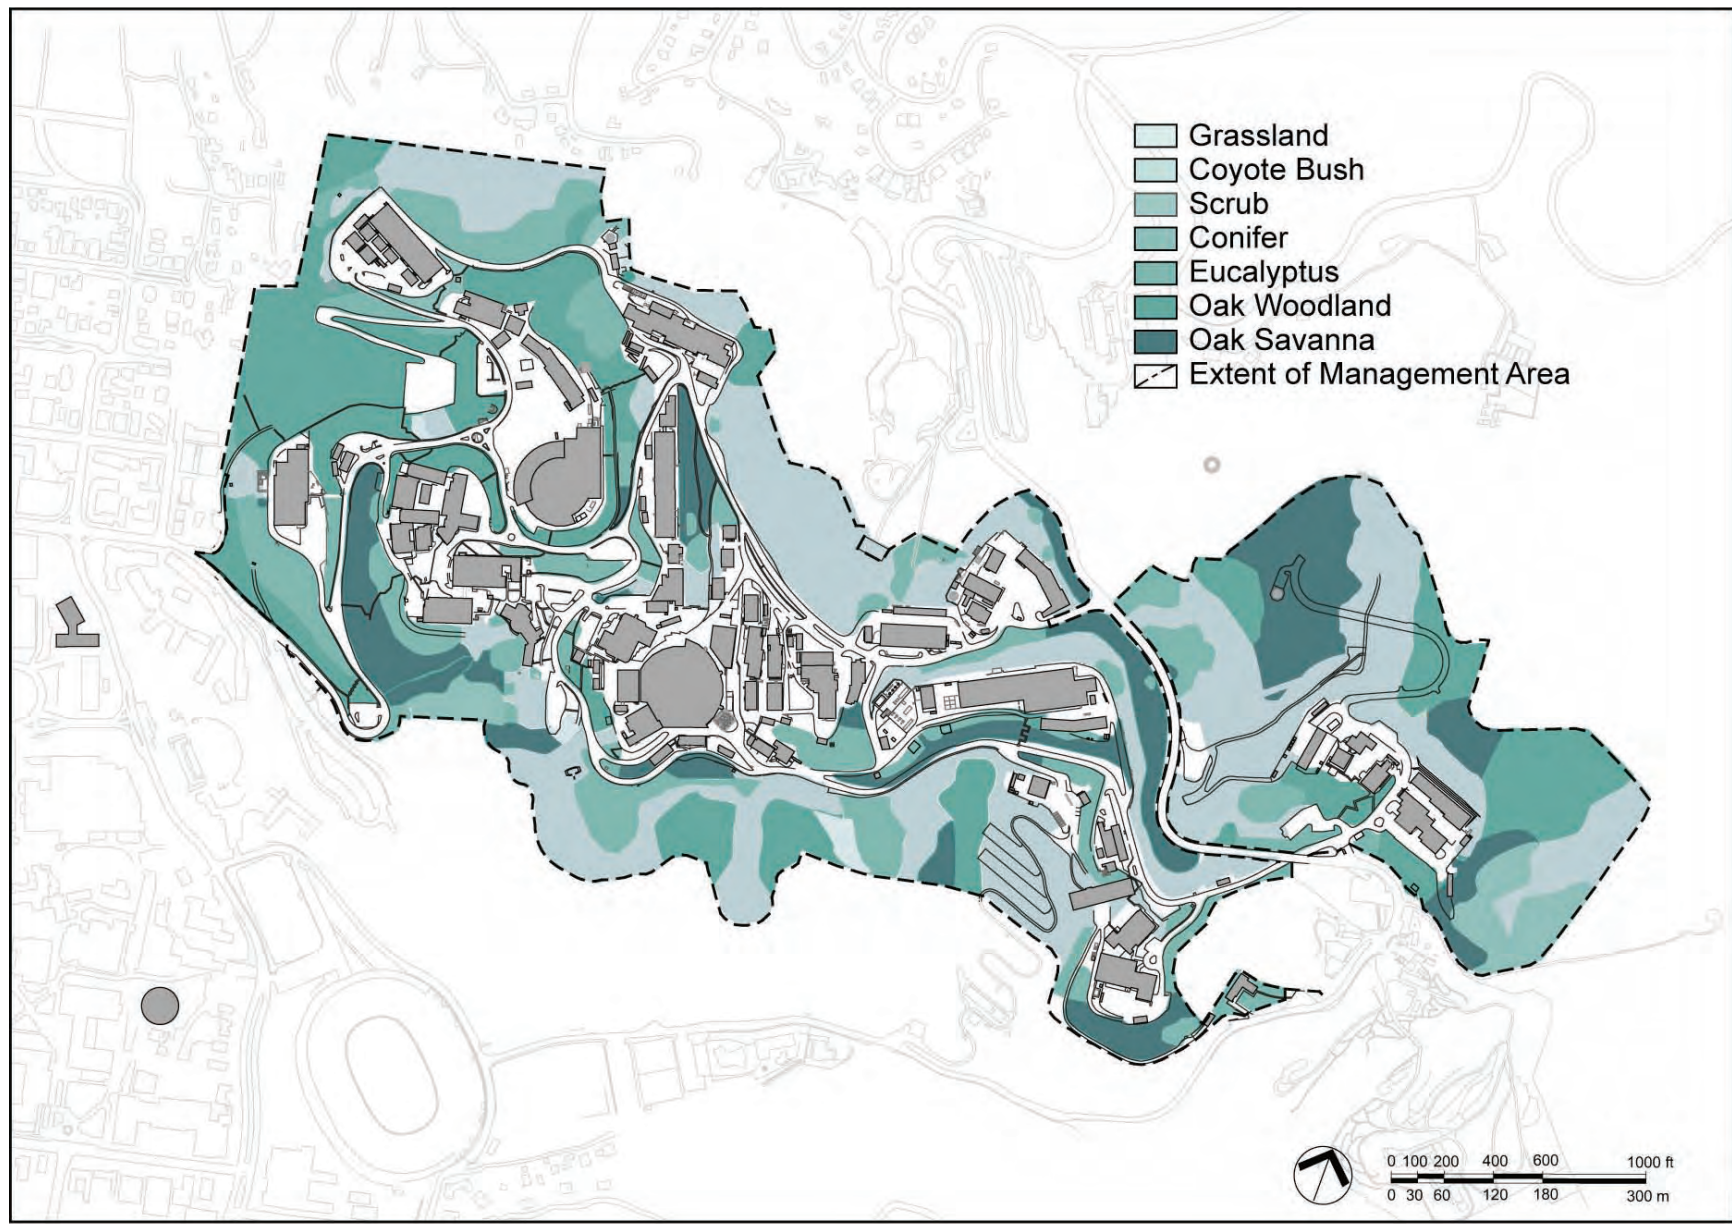 Grassland
Coyote Bush
Scrub
Conifer
Eucalyptus
Oak Woodland
Oak Savanna
Extent of Management Area
0 100 200 400 600 1000 ft
0 30 60 120 180 300 m